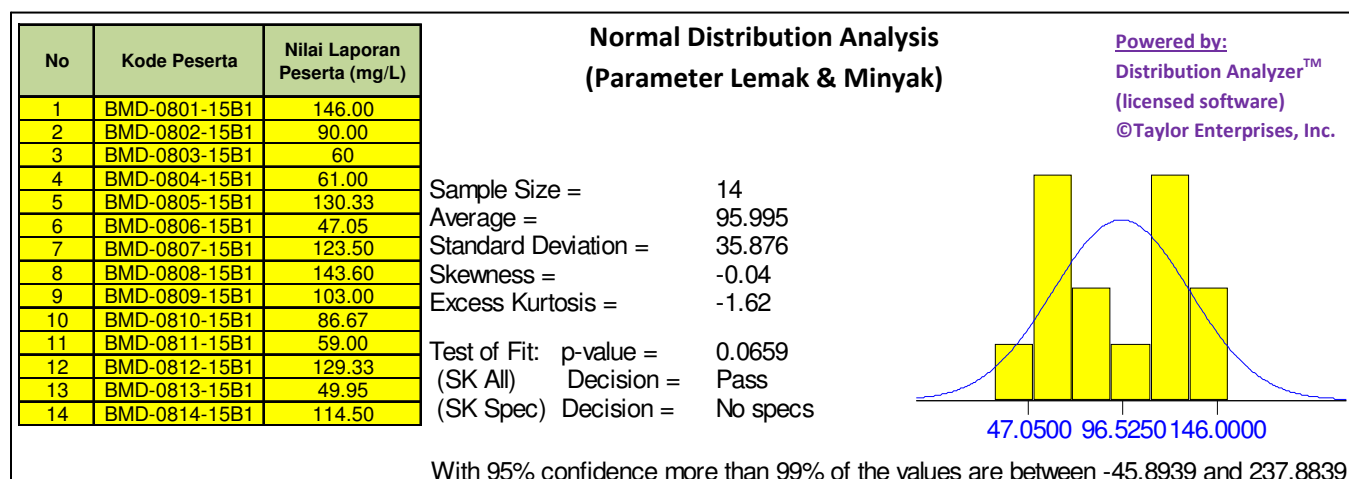 No Kode Peserta Nilai Laporan Peserta (mg/L)
1 BMD-0801-15B1 146.00
2 BMD-0802-15B1 90.00
3 BMD-0803-15B1 60
4 BMD-0804-15B1 61.00
5 BMD-0805-15B1 130.33
6 BMD-0806-15B1 47.05
7 BMD-0807-15B1 123.50
8 BMD-0808-15B1 143.60
9 BMD-0809-15B1 103.00
10 BMD-0810-15B1 86.67
11 BMD-0811-15B1 59.00
12 BMD-0812-15B1 129.33
13 BMD-0813-15B1 49.95
14 BMD-0814-15B1 114.50
Normal Distribution Analysis
(Parameter Lemak & Minyak)
Powered by:
Distribution Analyzer™
(licensed software)
©Taylor Enterprises, Inc.
Sample Size = 14
Average = 95.995
Standard Deviation = 35.876
Skewness = -0.04
Excess Kurtosis = -1.62
Test of Fit: p-value = 0.0659
(SK All) Decision = Pass
(SK Spec) Decision = No specs
47.0500 96.5250 146.0000
With 95% confidence more than 99% of the values are between -45.8939 and 237.8839